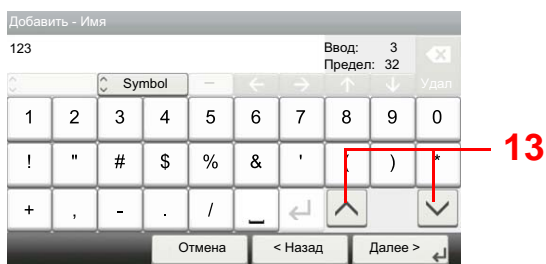 Добавить - Имя
123
Ввод: 3
Предел: 32
Symbol
Удал
1 2 3 4 5 6 7 8 9 0
! " # $ % & ' ( ) *
+ , - . / _
13
Отмена < Назад Далее >